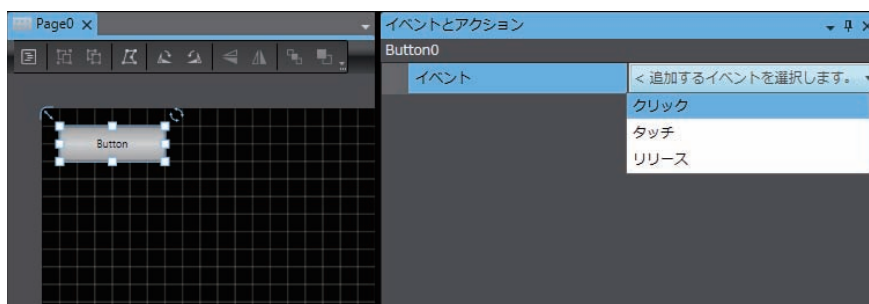 Page0
Button
イベントとアクション
Button0
イベント
< 追加するイベントを選択します。
クリック
タッチ
リリース